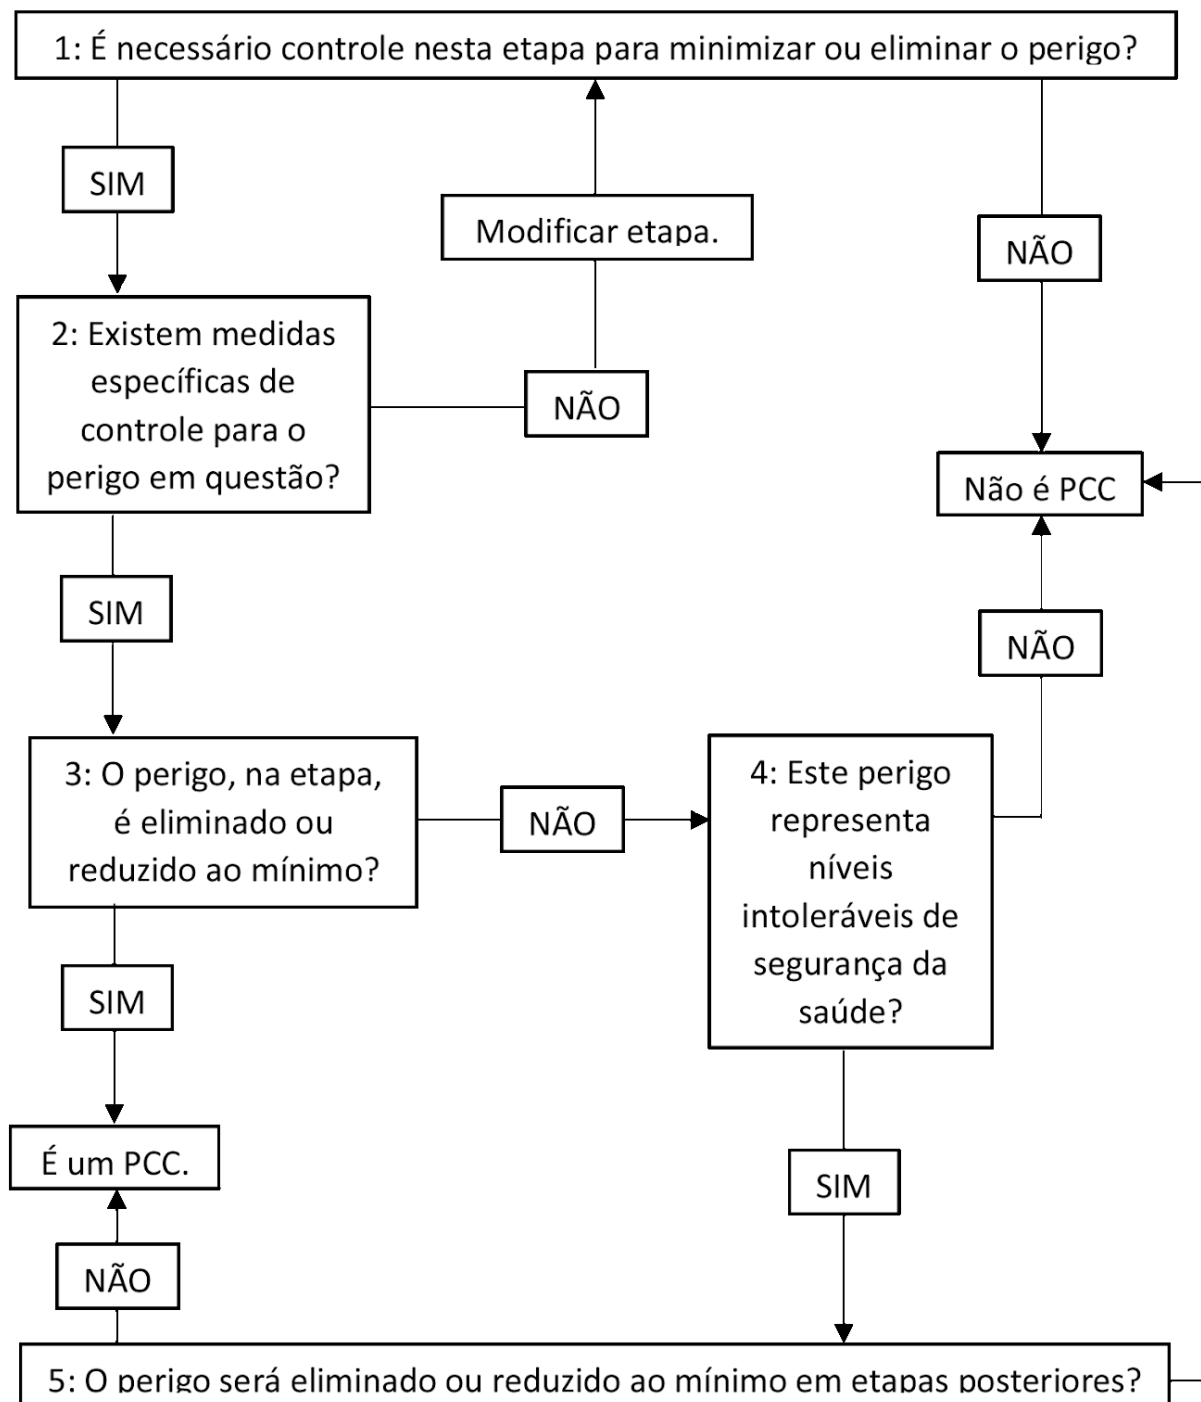 1: É necessário controle nesta etapa para minimizar ou eliminar o perigo?
SIM
Modificar etapa.
NÃO
2: Existem medidas
específicas de
controle para o
perigo em questão?
NÃO
Não é PCC
SIM
NÃO
3: O perigo, na etapa,
é eliminado ou
reduzido ao mínimo?
NÃO
4: Este perigo
representa
níveis
intoleráveis de
segurança da
saúde?
SIM
É um PCC.
SIM
NÃO
5: O perigo será eliminado ou reduzido ao mínimo em etapas posteriores?